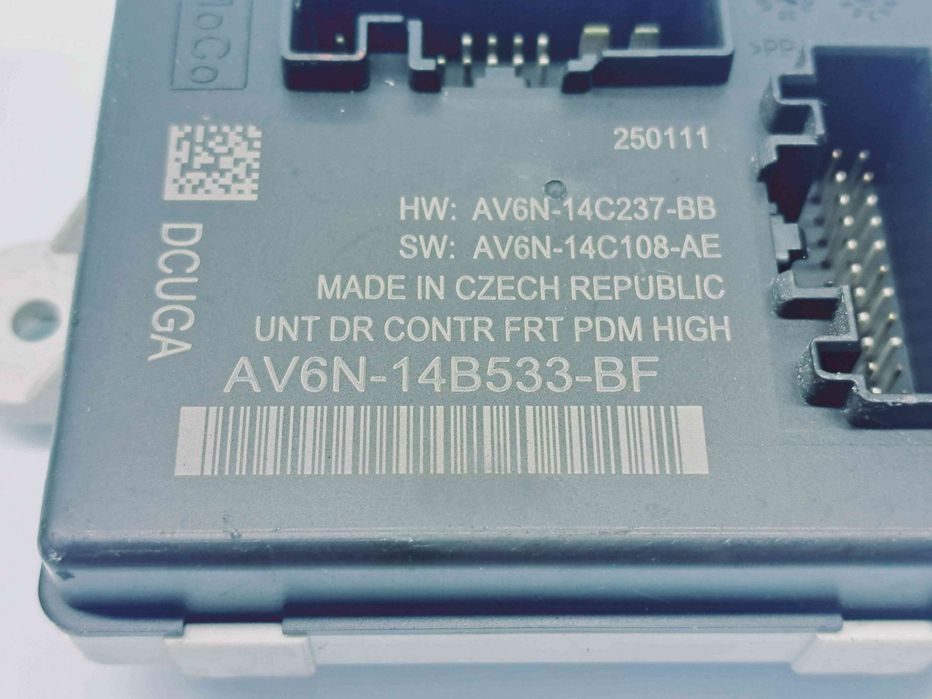 250111
HW: AV6N-14C237-BB
SW: AV6N-14C108-AE
MADE IN CZECH REPUBLIC
UNT DR CONTR FRT PDM HIGH
AV6N-14B533-BF
DCUGA
>PP